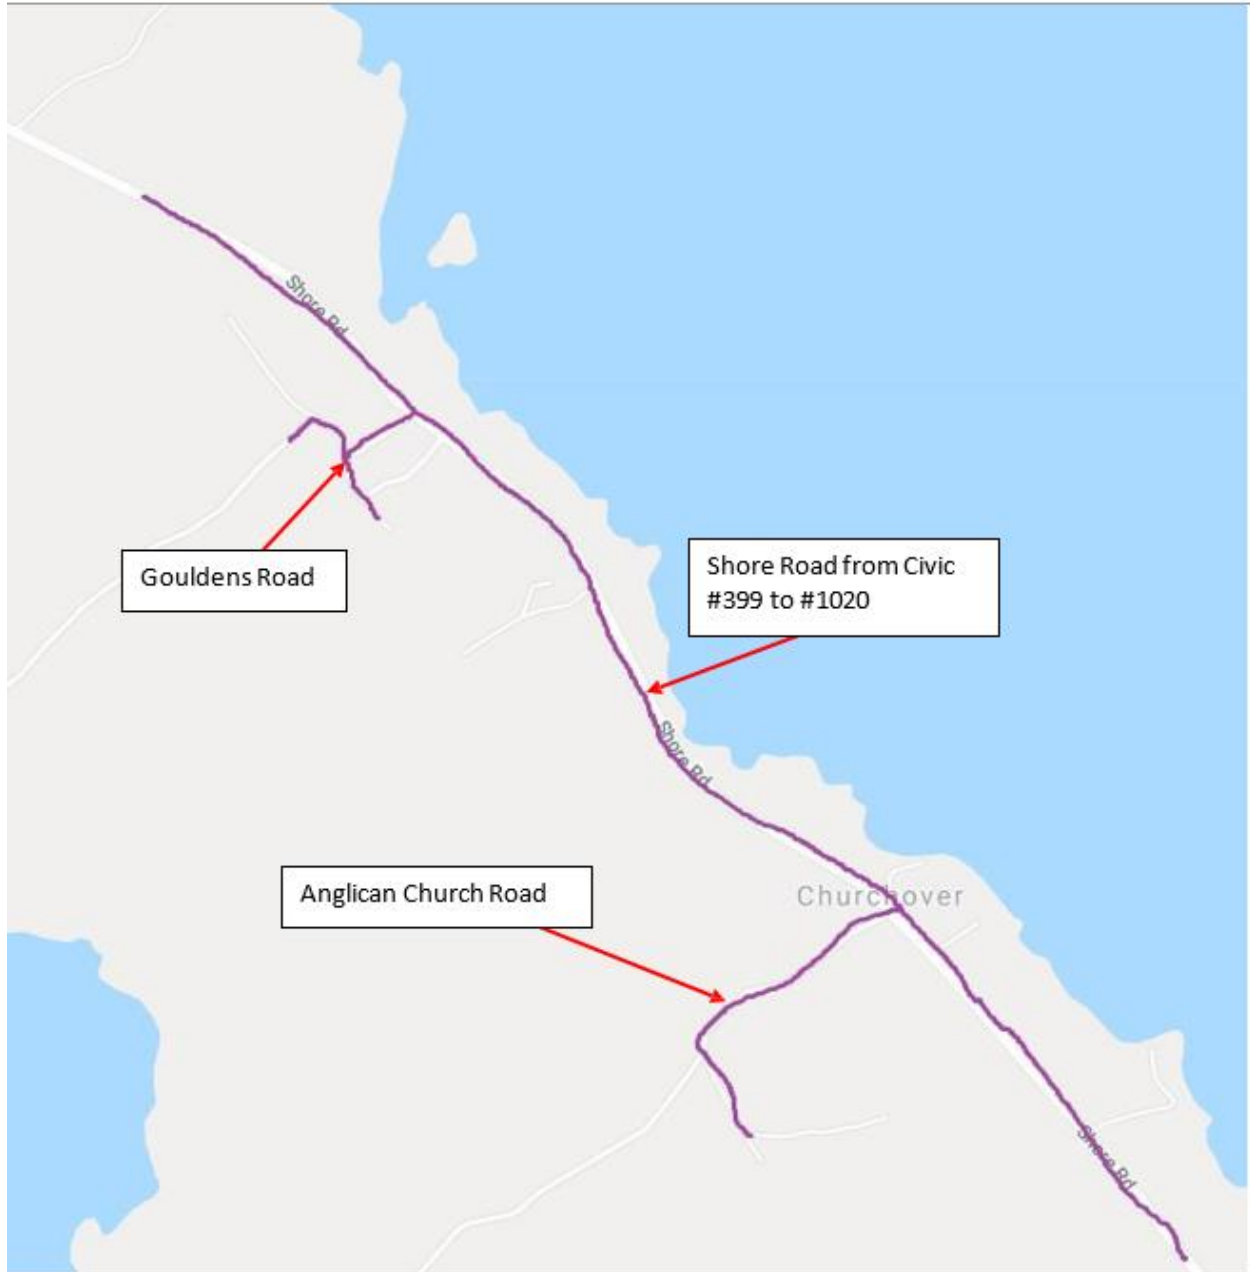 Shore Rd
Gouldens Road
Shore Road from Civic
#399 to #1020
Shore Rd
Anglican Church Road
Churchover
Shore Rd